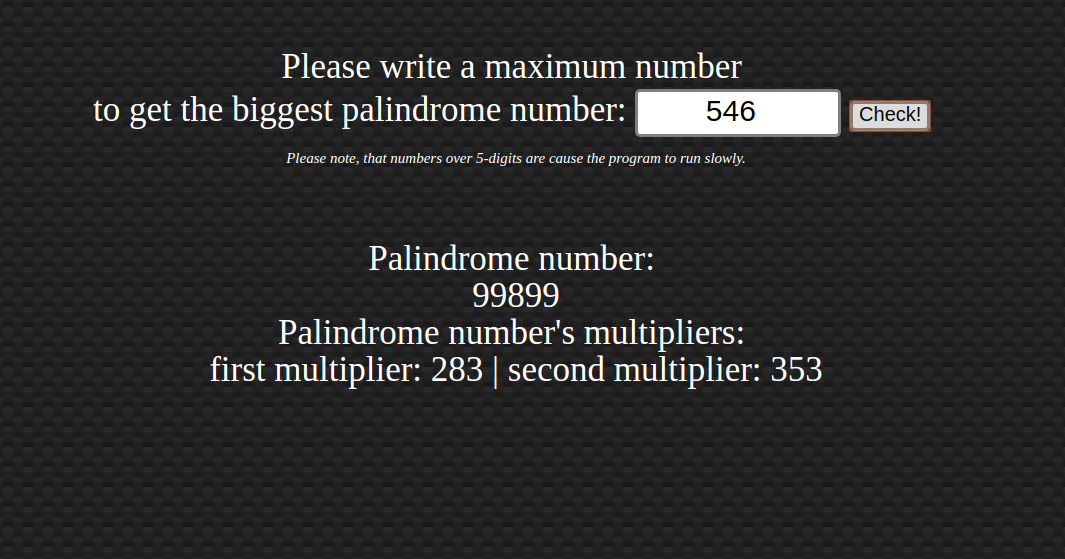 Please write a maximum number
to get the biggest palindrome number: 546 Check!
Please note, that numbers over 5-digits are cause the program to run slowly.
Palindrome number:
99899
Palindrome number's multipliers:
first multiplier: 283 | second multiplier: 353